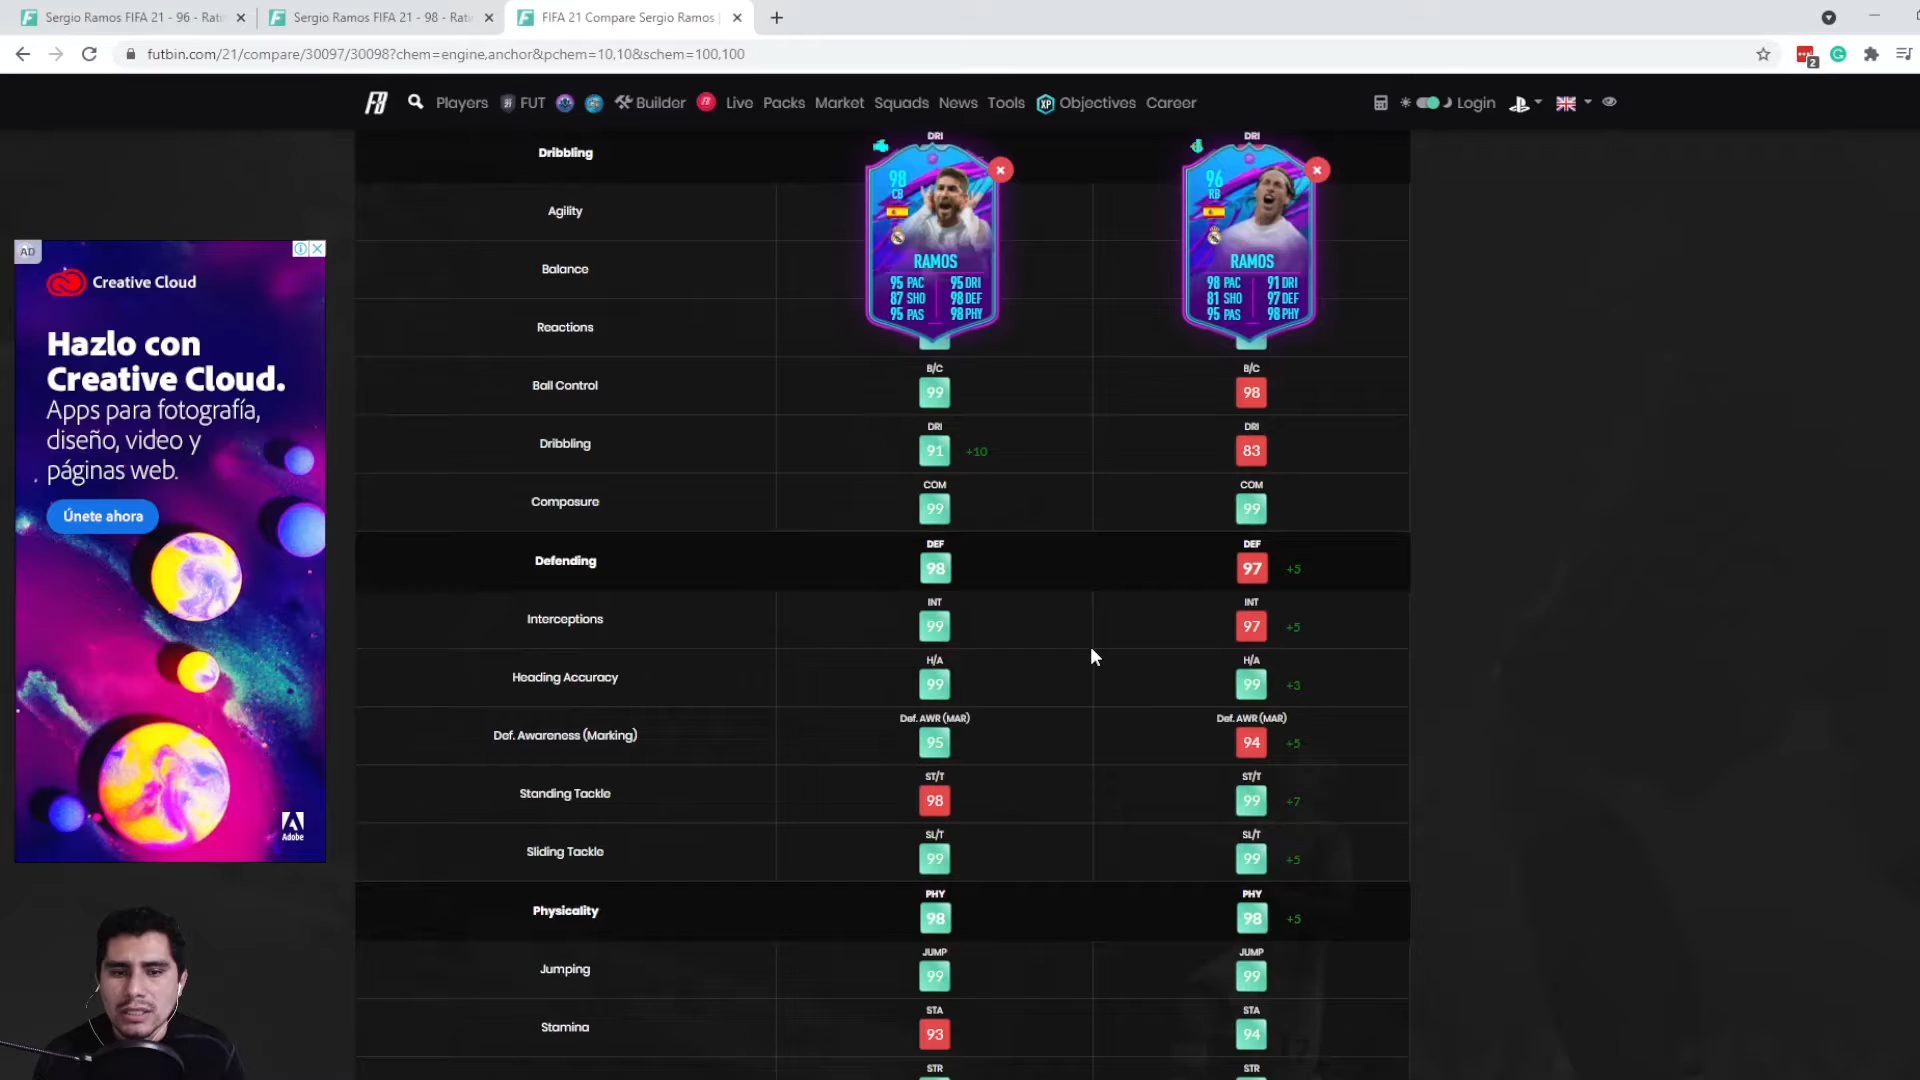 Sergio Ramos FIFA 21 - 96 - Rati
Sergio Ramos FIFA 21 - 98 - Rati
FIFA 21 Compare Sergio Ramos
futbin.com/21/compare/30097/30098?chem=engine,anchor&pchem=10,10&schem=100,100
2
Players FUT Builder Live Packs Market Squads News Tools XP Objectives Career Login
AD
Creative Cloud
Hazlo con
Creative Cloud.
Apps para fotografía,
diseño, video y
páginas web.
Únete ahora
Adobe
DRI DRI
Dribbling
98 CB
RAMOS
95 PAC 95 DRI
87 SHO 98 DEF
95 PAS 98 PHY
96 RB
RAMOS
98 PAC 91 DRI
81 SHO 97 DEF
95 PAS 98 PHY
Agility
Balance
Reactions
B/C B/C
Ball Control 99 98
DRI DRI
Dribbling 91 +10 83
COM COM
Composure 99 99
DEF DEF
Defending 98 97 +5
INT INT
Interceptions 99 97 +5
H/A H/A
Heading Accuracy 99 99 +3
Def. AWR (MAR) Def. AWR (MAR)
Def. Awareness (Marking) 95 94 +5
ST/T ST/T
Standing Tackle 98 99 +7
SL/T SL/T
Sliding Tackle 99 99 +5
PHY PHY
Physicality 98 98 +5
JUMP JUMP
Jumping 99 99
STA STA
Stamina 93 94
STR STR